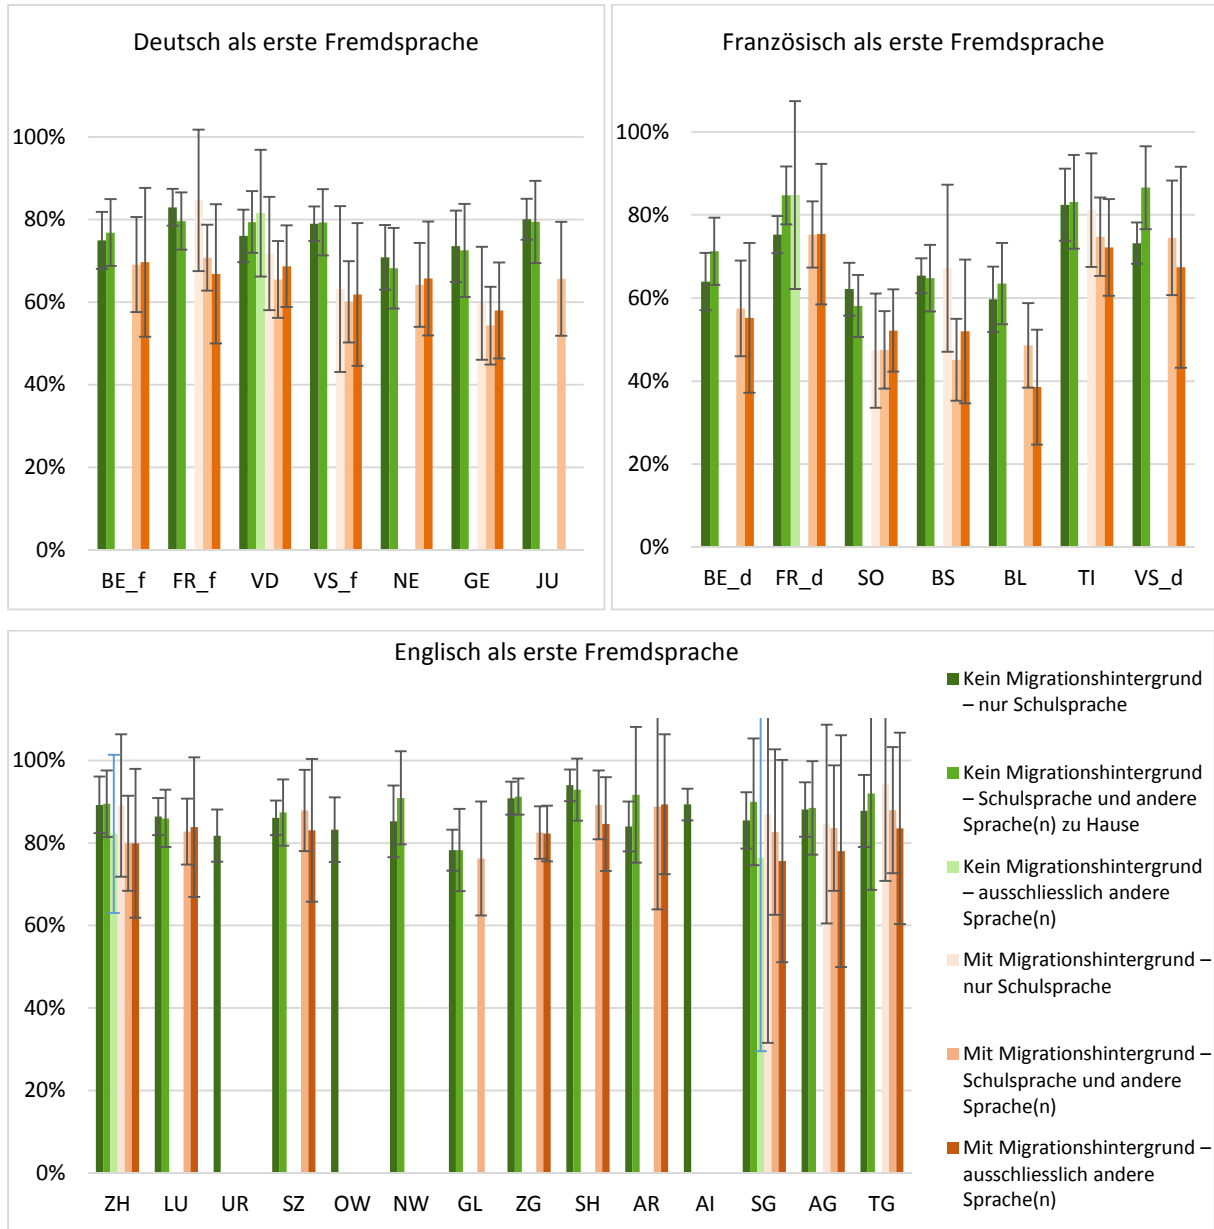 Deutsch als erste Fremdsprache
100%
80%
60%
40%
20%
0%
BE_f FR_f VD VS_f NE GE JU
Französisch als erste Fremdsprache
100%
80%
60%
40%
20%
0%
BE_d FR_d SO BS BL TI VS_d
Englisch als erste Fremdsprache
100%
80%
60%
40%
20%
0%
ZH LU UR SZ OW NW GL ZG SH AR AI SG AG TG
Kein Migrationshintergrund
– nur Schulsprache
Kein Migrationshintergrund
– Schulsprache und andere
Sprache(n) zu Hause
Kein Migrationshintergrund
– ausschliesslich andere
Sprache(n)
Mit Migrationshintergrund –
nur Schulsprache
Mit Migrationshintergrund –
Schulsprache und andere
Sprache(n)
Mit Migrationshintergrund –
ausschliesslich andere
Sprache(n)